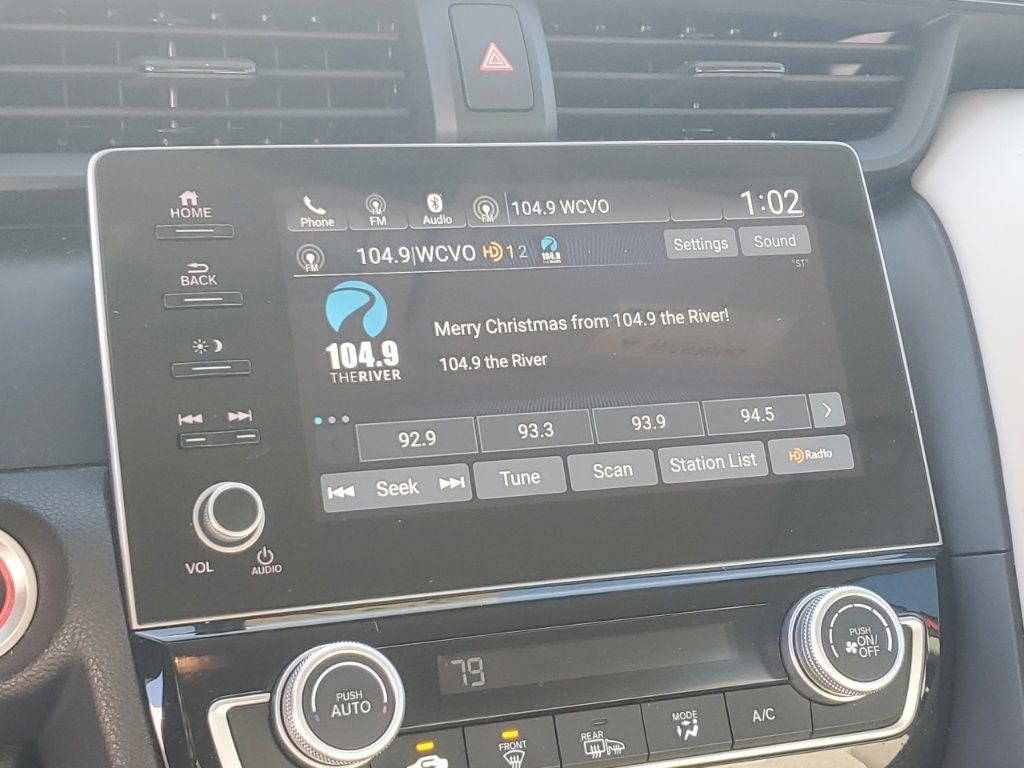 HOME
BACK
VOL
AUDIO
Phone
FM
Audio
FM
104.9 WCVO
1:02
FM
104.9|WCVO HD 1 2
104.9
Settings
Sound
"ST"
104.9
THERIVER
Merry Christmas from 104.9 the River!
104.9 the River
92.9
93.3
93.9
94.5
Seek
Tune
Scan
Station List
HD Radio
PUSH
AUTO
79
PUSH
ON/
OFF
FRONT
REAR
MODE
A/C